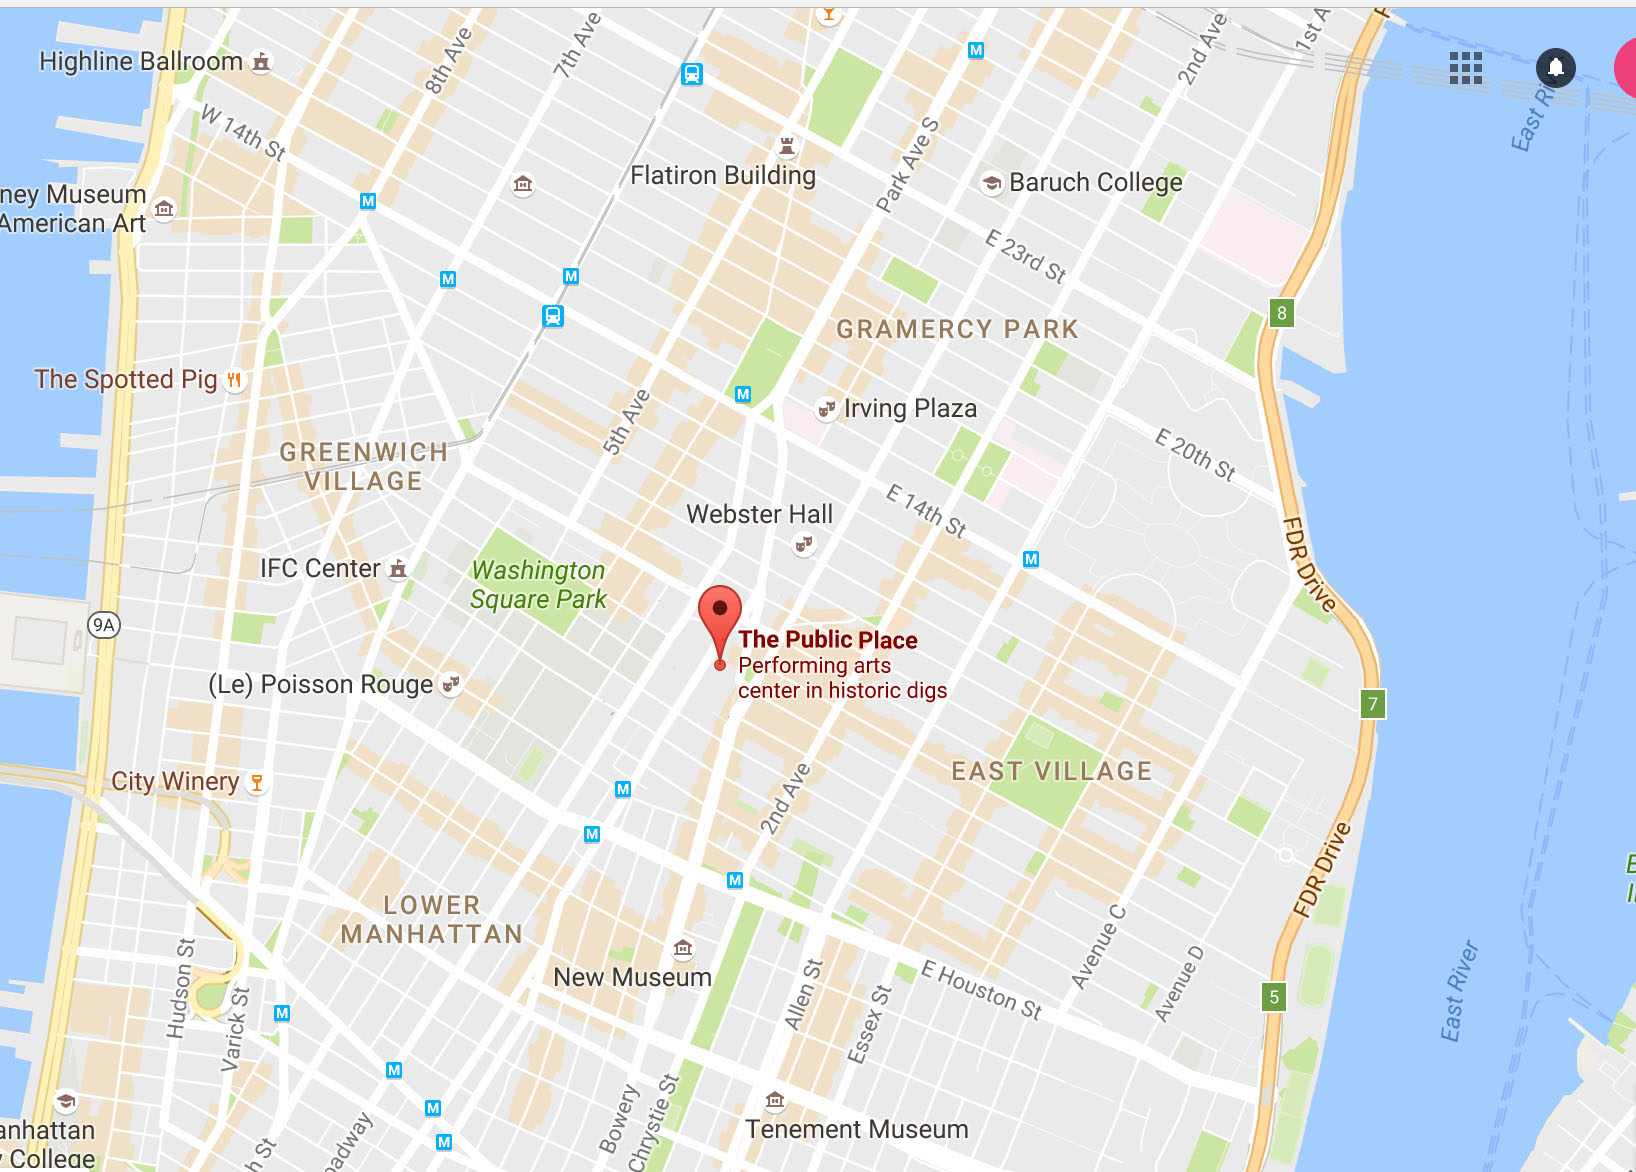 Highline Ballroom
8th Ave
7th Ave
2nd Ave
1st A
W 14th St
Flatiron Building
Park Ave S
Baruch College
East Ri
ney Museum
American Art
E 23rd St
8
GRAMERCY PARK
The Spotted Pig
5th Ave
Irving Plaza
GREENWICH
VILLAGE
E 20th St
E 14th St
Webster Hall
FDR Drive
IFC Center
Washington
Square Park
9A
The Public Place
Performing arts
center in historic digs
(Le) Poisson Rouge
7
City Winery
2nd Ave
EAST VILLAGE
FDR Drive
LOWER
MANHATTAN
Hudson St
Varick St
New Museum
Allen St
Essex St
E Houston St
Avenue C
Avenue D
5
East River
Bowery
Chrystie St
Tenement Museum
anhattan
y College
h St
oadway
M
M
M
M
M
M
M
M
M
M
M
M
M